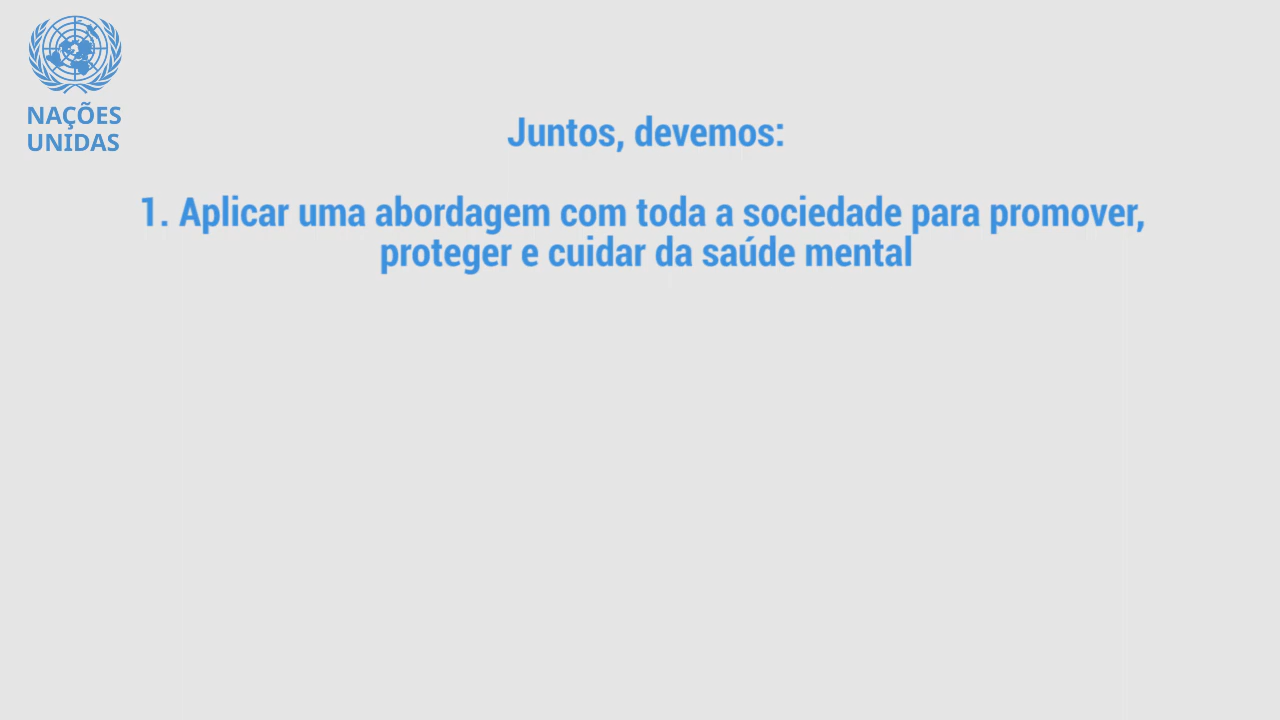 NAÇÕES
UNIDAS
Juntos, devemos:
1. Aplicar uma abordagem com toda a sociedade para promover,
proteger e cuidar da saúde mental